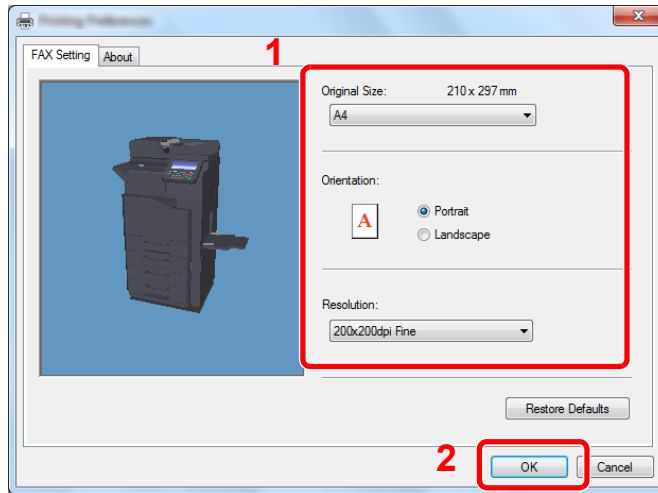 FAX Setting
About
1
Original Size: 210 x 297 mm
A4
Orientation:
A
Portrait
Landscape
Resolution:
200x200dpi Fine
Restore Defaults
2
OK
Cancel